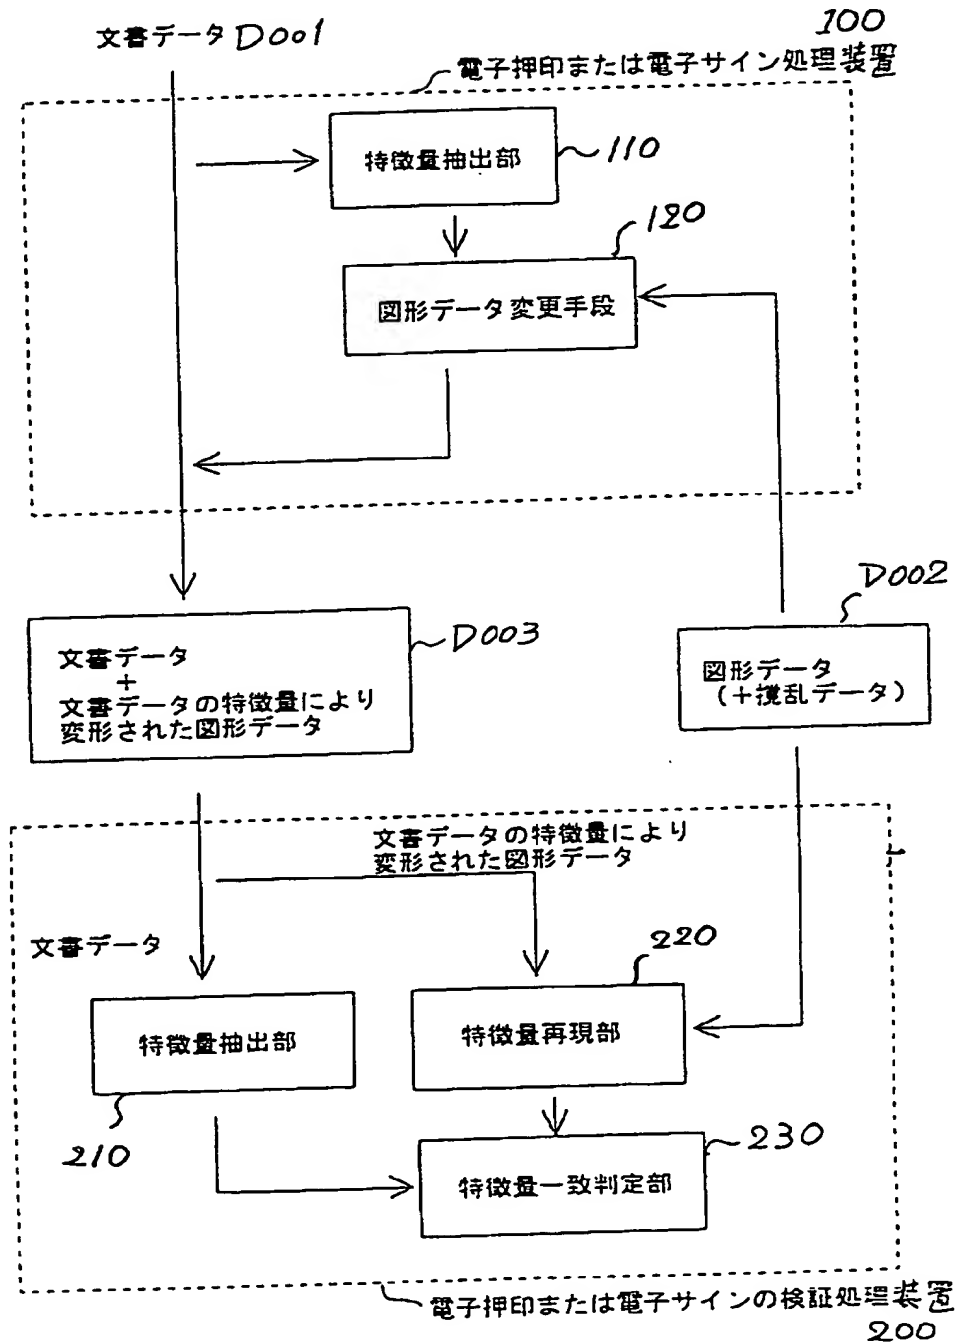 文書データ D001
100
電子押印または電子サイン処理装置
特徴量抽出部
110
120
図形データ変更手段
D002
D003
文書データ
+
文書データの特徴量により
変形された図形データ
図形データ
(+撹乱データ)
文書データの特徴量により
変形された図形データ
文書データ
220
特徴量抽出部
特徴量再現部
210
230
特徴量一致判定部
電子押印または電子サインの検証処理装置
200